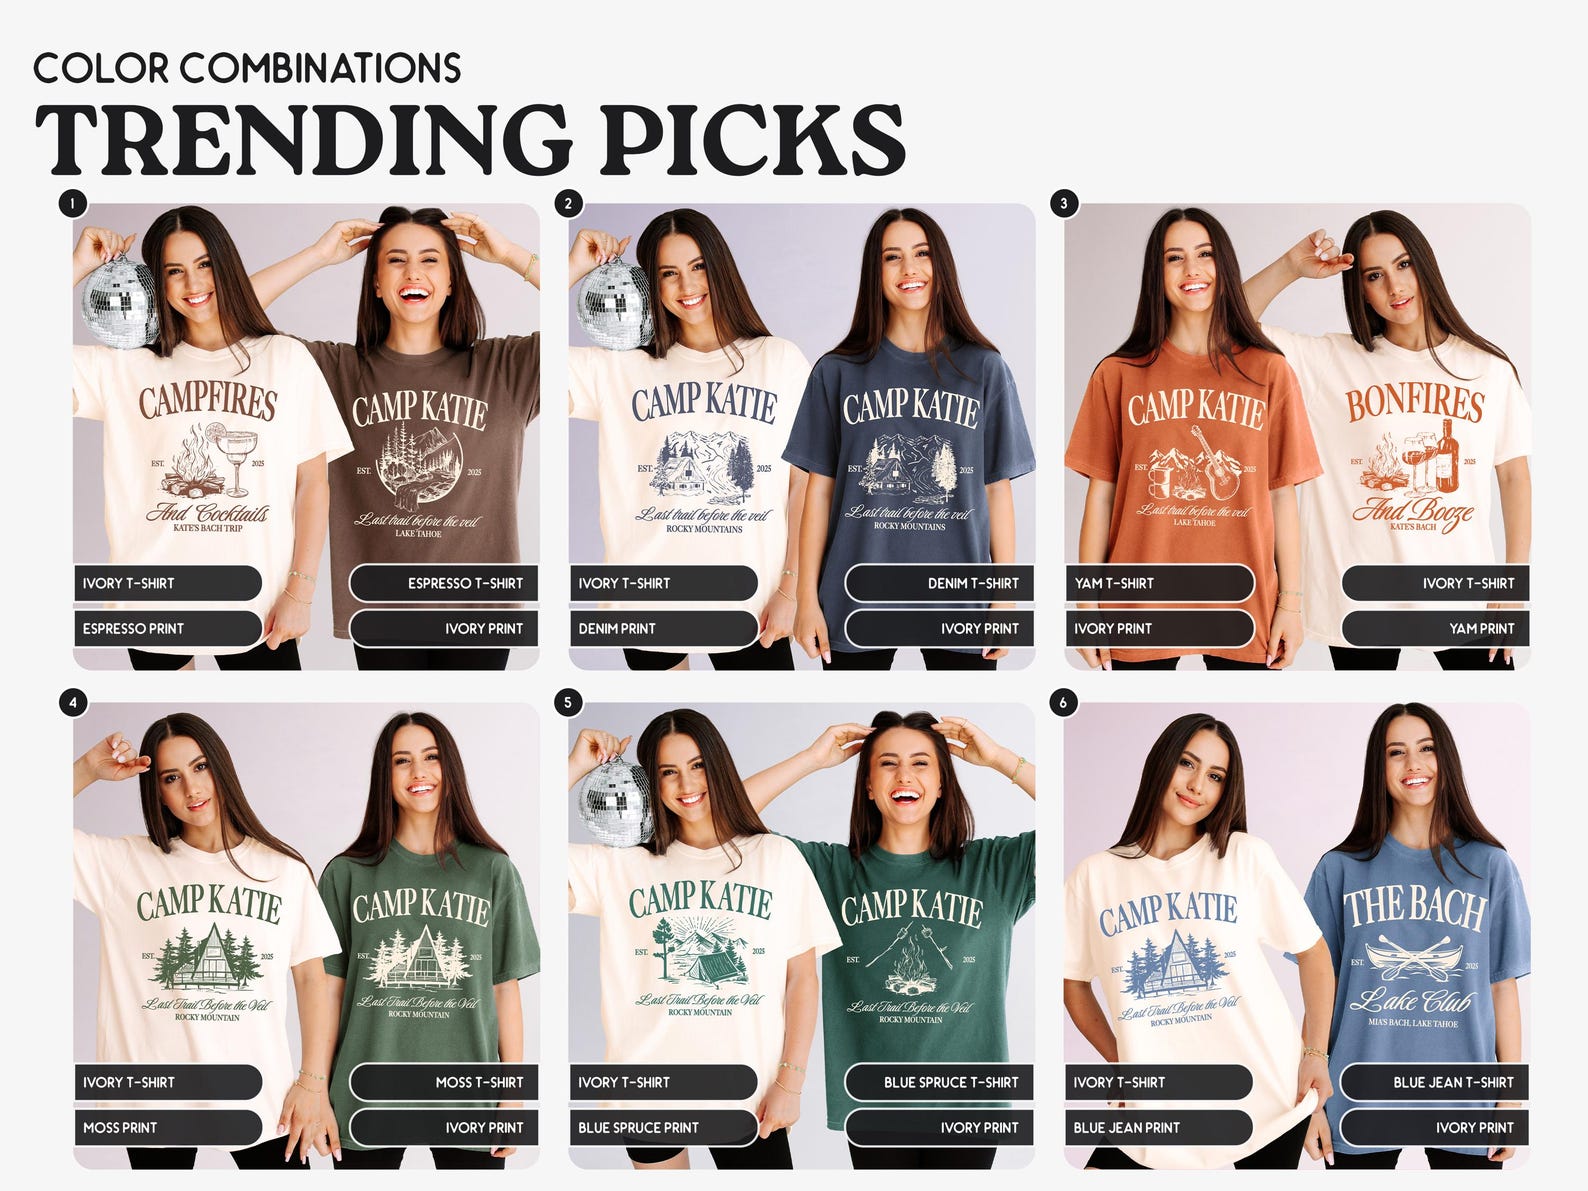 COLOR COMBINATIONS
TRENDING PICKS
1
CAMPFIRES
EST. 2025
And Cocktails
KATE'S BACH TRIP
IVORY T-SHIRT
ESPRESSO PRINT
CAMP KATIE
EST. 2025
Last trail before the veil
LAKE TAHOE
ESPRESSO T-SHIRT
IVORY PRINT
2
CAMP KATIE
EST. 2025
Last trail before the veil
ROCKY MOUNTAINS
IVORY T-SHIRT
DENIM PRINT
CAMP KATIE
EST. 2025
Last trail before the veil
ROCKY MOUNTAINS
DENIM T-SHIRT
IVORY PRINT
3
CAMP KATIE
EST. 2025
Last trail before the veil
LAKE TAHOE
YAM T-SHIRT
IVORY PRINT
BONFIRES
EST. 2025
And Booze
KATE'S BACH
IVORY T-SHIRT
YAM PRINT
4
CAMP KATIE
EST. 2025
Last Trail Before the Veil
ROCKY MOUNTAIN
IVORY T-SHIRT
MOSS PRINT
CAMP KATIE
EST. 2025
Last Trail Before the Veil
ROCKY MOUNTAIN
MOSS T-SHIRT
IVORY PRINT
5
CAMP KATIE
EST. 2025
Last Trail Before the Veil
ROCKY MOUNTAIN
IVORY T-SHIRT
BLUE SPRUCE PRINT
CAMP KATIE
EST. 2025
Last Trail Before the Veil
ROCKY MOUNTAIN
BLUE SPRUCE T-SHIRT
IVORY PRINT
6
CAMP KATIE
EST. 2025
Last Trail Before the Veil
ROCKY MOUNTAIN
IVORY T-SHIRT
BLUE JEAN PRINT
THE BACH
EST. 2025
Lake Club
MIA'S BACH, LAKE TAHOE
BLUE JEAN T-SHIRT
IVORY PRINT